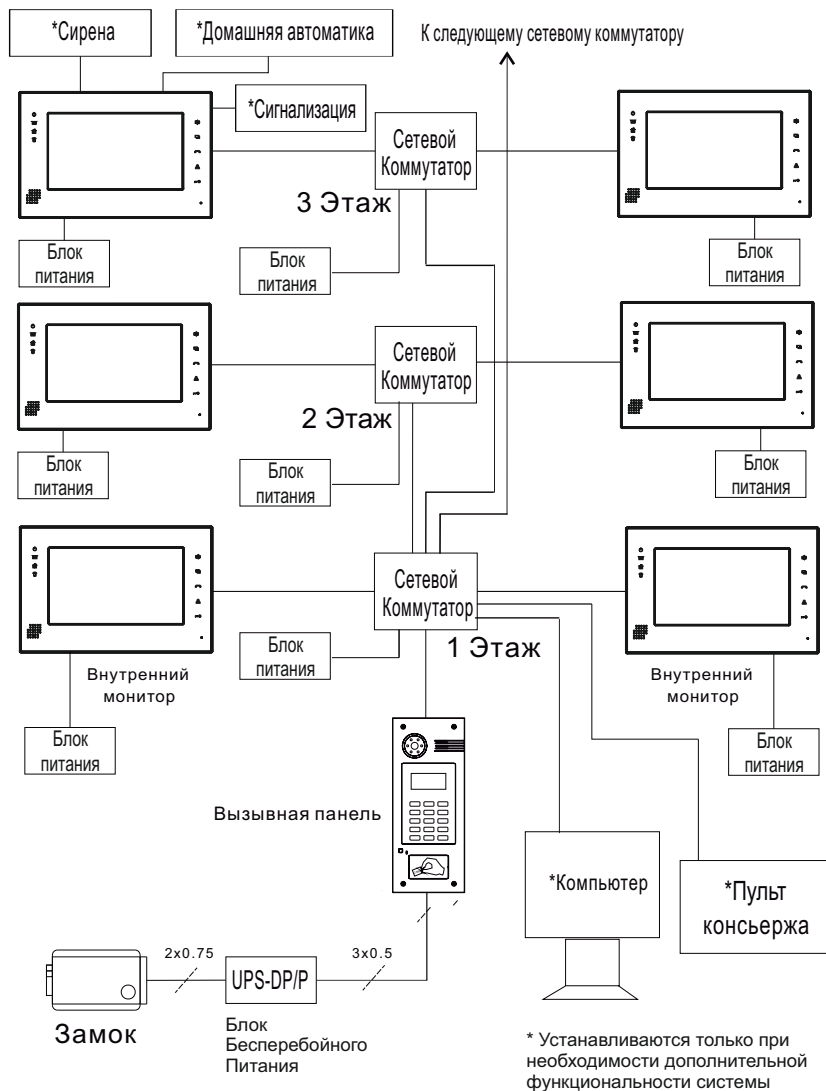 *Сирена
*Домашняя автоматика
К следующему сетевому коммутатору
*Сигнализация
Сетевой
Коммутатор
3 Этаж
Блок
питания
Блок
питания
Блок
питания
Сетевой
Коммутатор
2 Этаж
Блок
питания
Блок
питания
Блок
питания
Сетевой
Коммутатор
1 Этаж
Блок
питания
Внутренний
монитор
Внутренний
монитор
Блок
питания
Блок
питания
Вызывная панель
*Компьютер
*Пульт
консьержа
2x0.75
3x0.5
UPS-DP/P
Замок
Блок
Бесперебойного
Питания
* Устанавливаются только при
необходимости дополнительной
функциональности системы